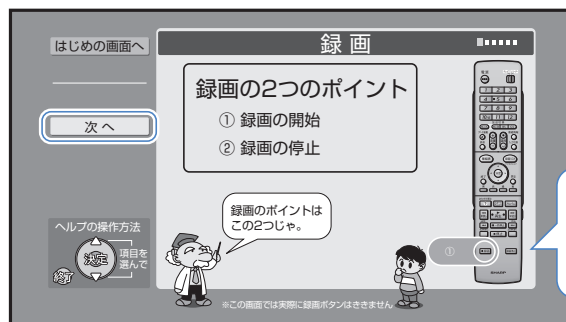 はじめの画面へ
録画
次へ
録画の2つのポイント
① 録画の開始
② 録画の停止
録画のポイントは
この2つじゃ。
ヘルプの操作方法
決定
項目を
選んで
終了
①
SHARP
※この画面では実際に録画ボタンはききません